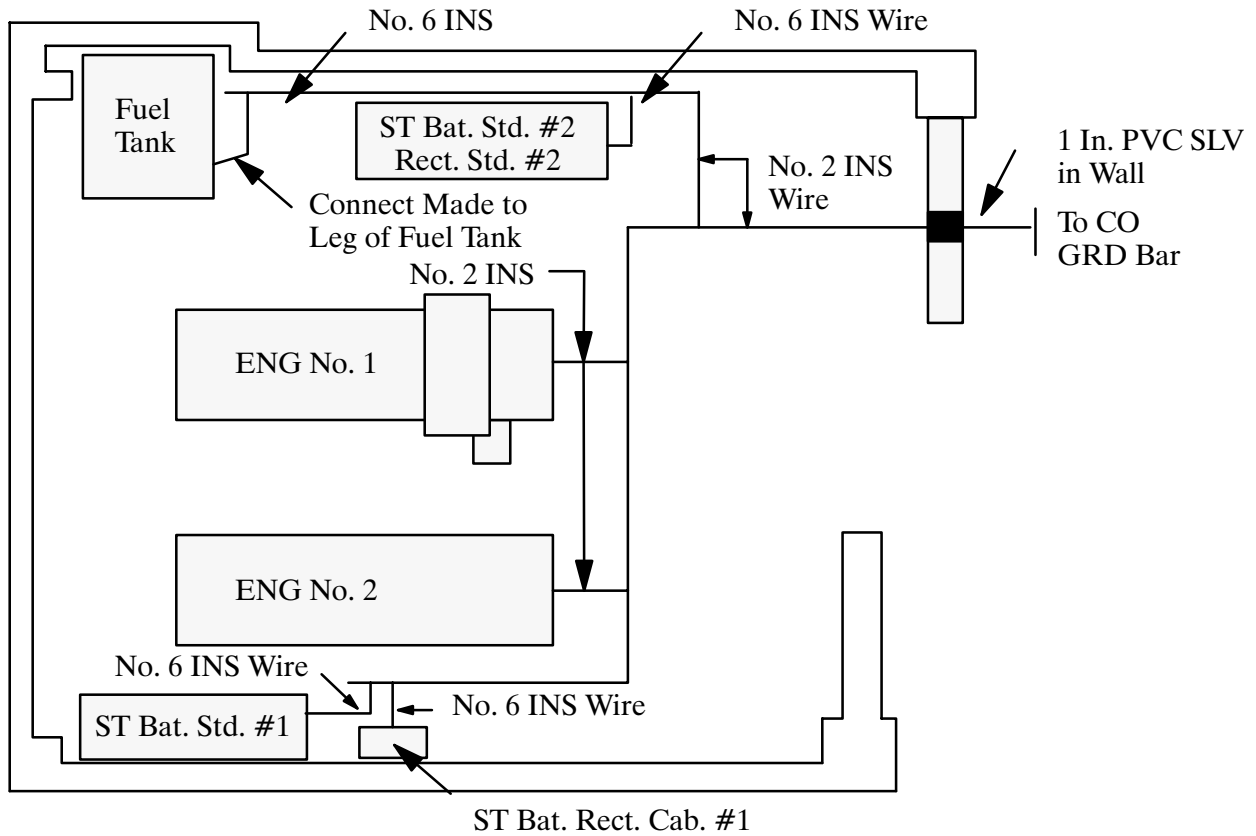 No. 6 INS
No. 6 INS Wire
Fuel
Tank
ST Bat. Std. #2
Rect. Std. #2
1 In. PVC SLV
in Wall
No. 2 INS
Wire
Connect Made to
Leg of Fuel Tank
To CO
GRD Bar
No. 2 INS
ENG No. 1
ENG No. 2
No. 6 INS Wire
No. 6 INS Wire
ST Bat. Std. #1
ST Bat. Rect. Cab. #1